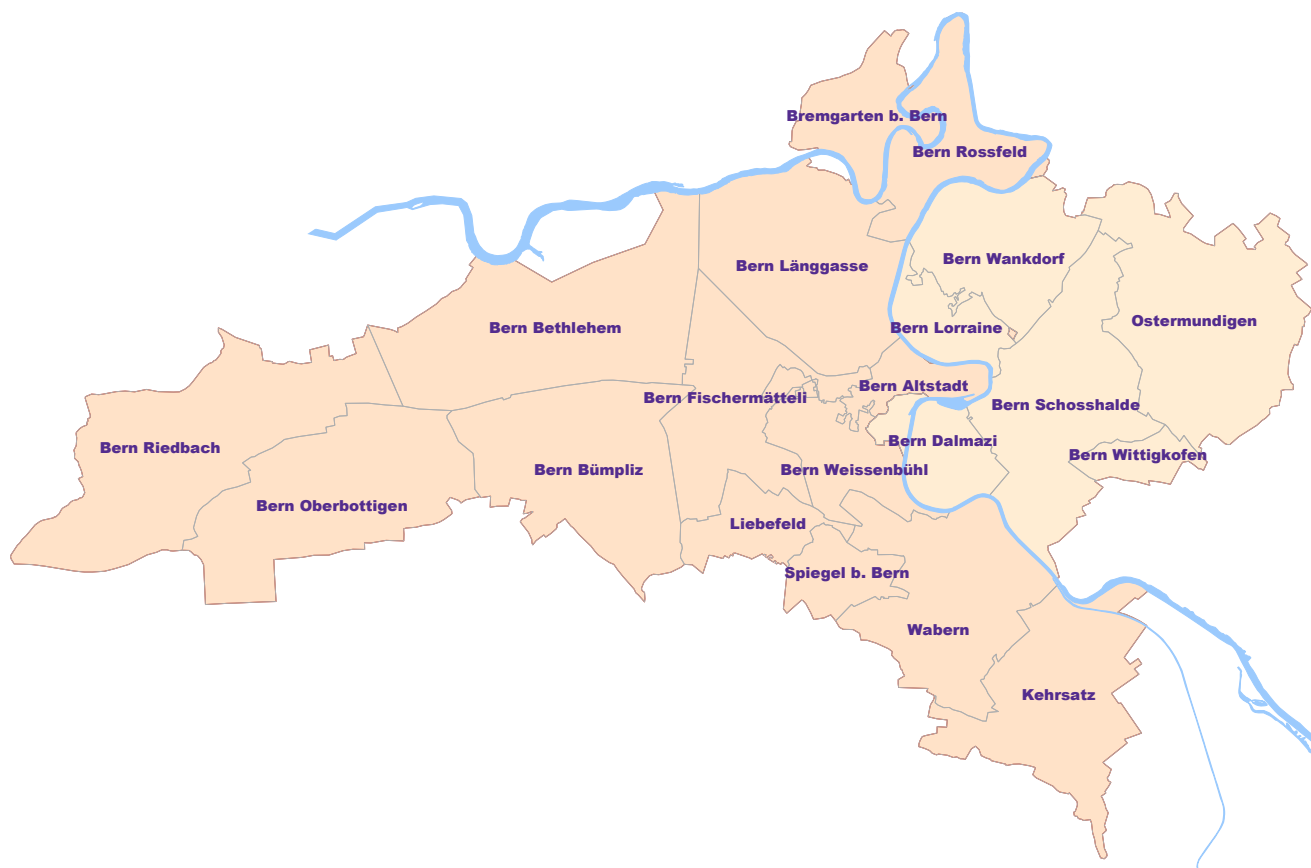 Bremgarten b. Bern
Bern Rossfeld
Bern Wankdorf
Bern Länggasse
Ostermundigen
Bern Bethlehem
Bern Lorraine
Bern Altstadt
Bern Fischermätteli
Bern Schosshalde
Bern Dalmazi
Bern Riedbach
Bern Wittigkofen
Bern Bümpliz
Bern Weissenbühl
Bern Oberbottigen
Liebefeld
Spiegel b. Bern
Wabern
Kehrsatz